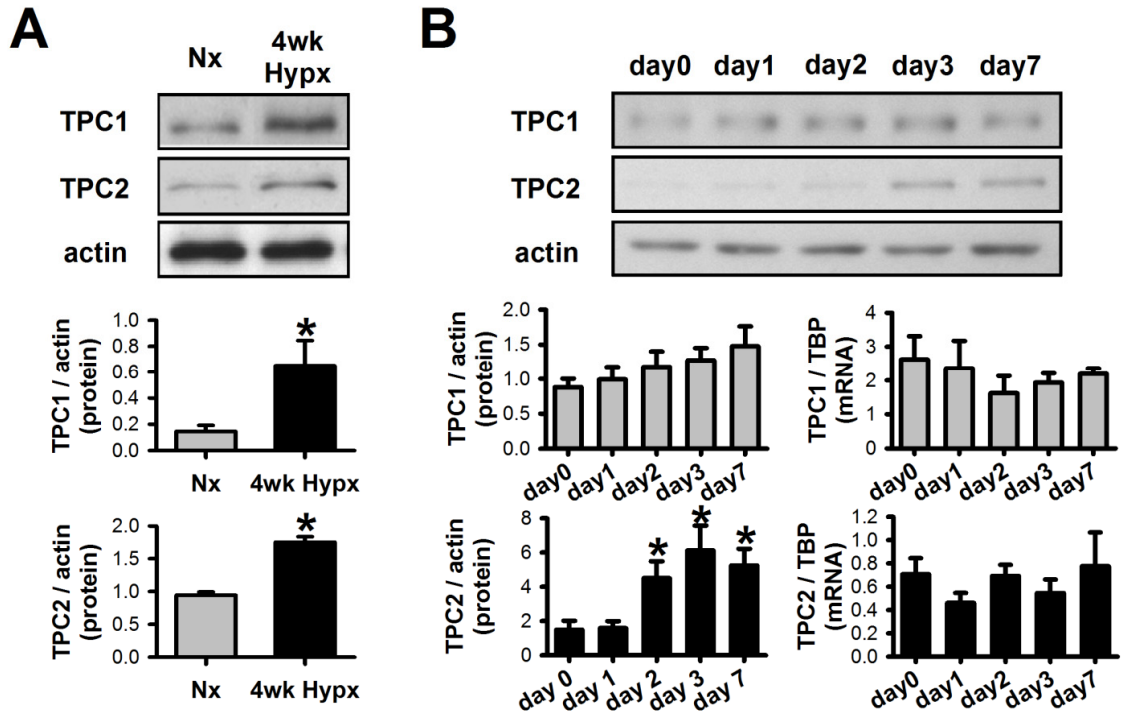 A
Nx
4wk
Hypx
TPC1
TPC2
actin
TPC1 / actin
(protein)
1.0
0.8
0.6
0.4
0.2
0.0
*
Nx
4wk Hypx
TPC2 / actin
(protein)
2.0
1.5
1.0
0.5
0.0
*
Nx
4wk Hypx
B
day0 day1 day2 day3 day7
TPC1
TPC2
actin
TPC1 / actin
(protein)
2.0
1.5
1.0
0.5
0.0
day0 day1 day2 day3 day7
TPC1 / TBP
(mRNA)
4
3
2
1
0
day0 day1 day2 day3 day7
TPC2 / actin
(protein)
8
6
4
2
0
* * *
day 0 day 1 day 2 day 3 day 7
TPC2 / TBP
(mRNA)
1.2
1.0
0.8
0.6
0.4
0.2
0.0
day0 day1 day2 day3 day7